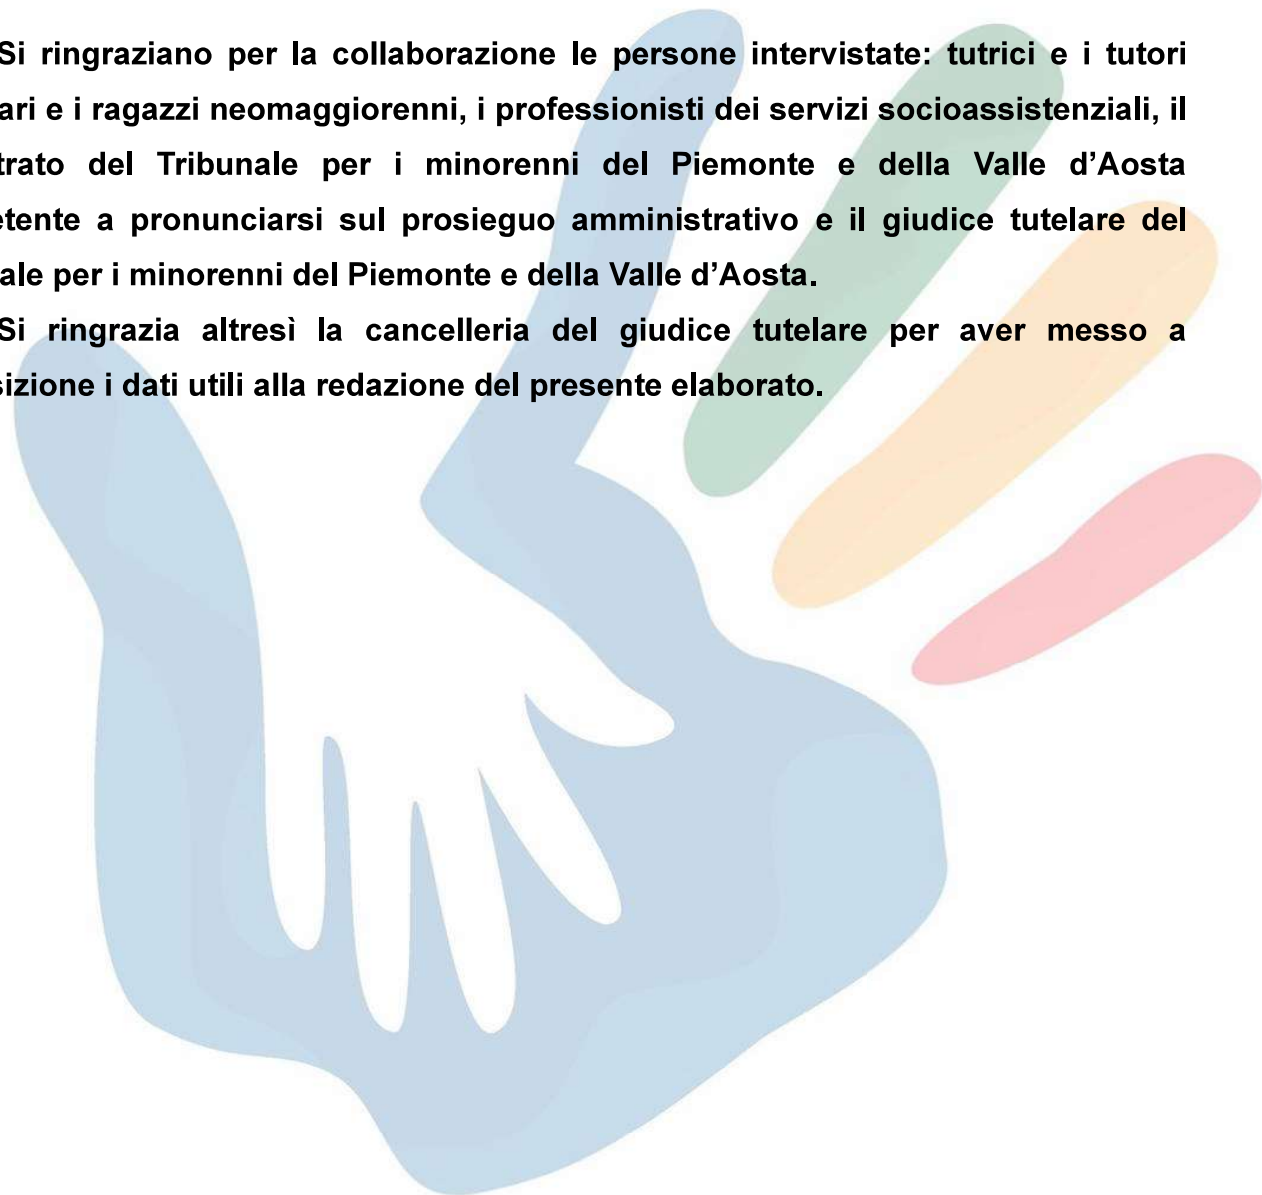 Si ringraziano per la collaborazione le persone intervistate: tutrici e i tutori
ari e i ragazzi neomaggiorenni, i professionisti dei servizi socioassistenziali, il
trato del Tribunale per i minorenni del Piemonte e della Valle d’Aosta
etente a pronunciarsi sul prosieguo amministrativo e il giudice tutelare del
ale per i minorenni del Piemonte e della Valle d’Aosta.
Si ringrazia altresì la cancelleria del giudice tutelare per aver messo a
sizione i dati utili alla redazione del presente elaborato.